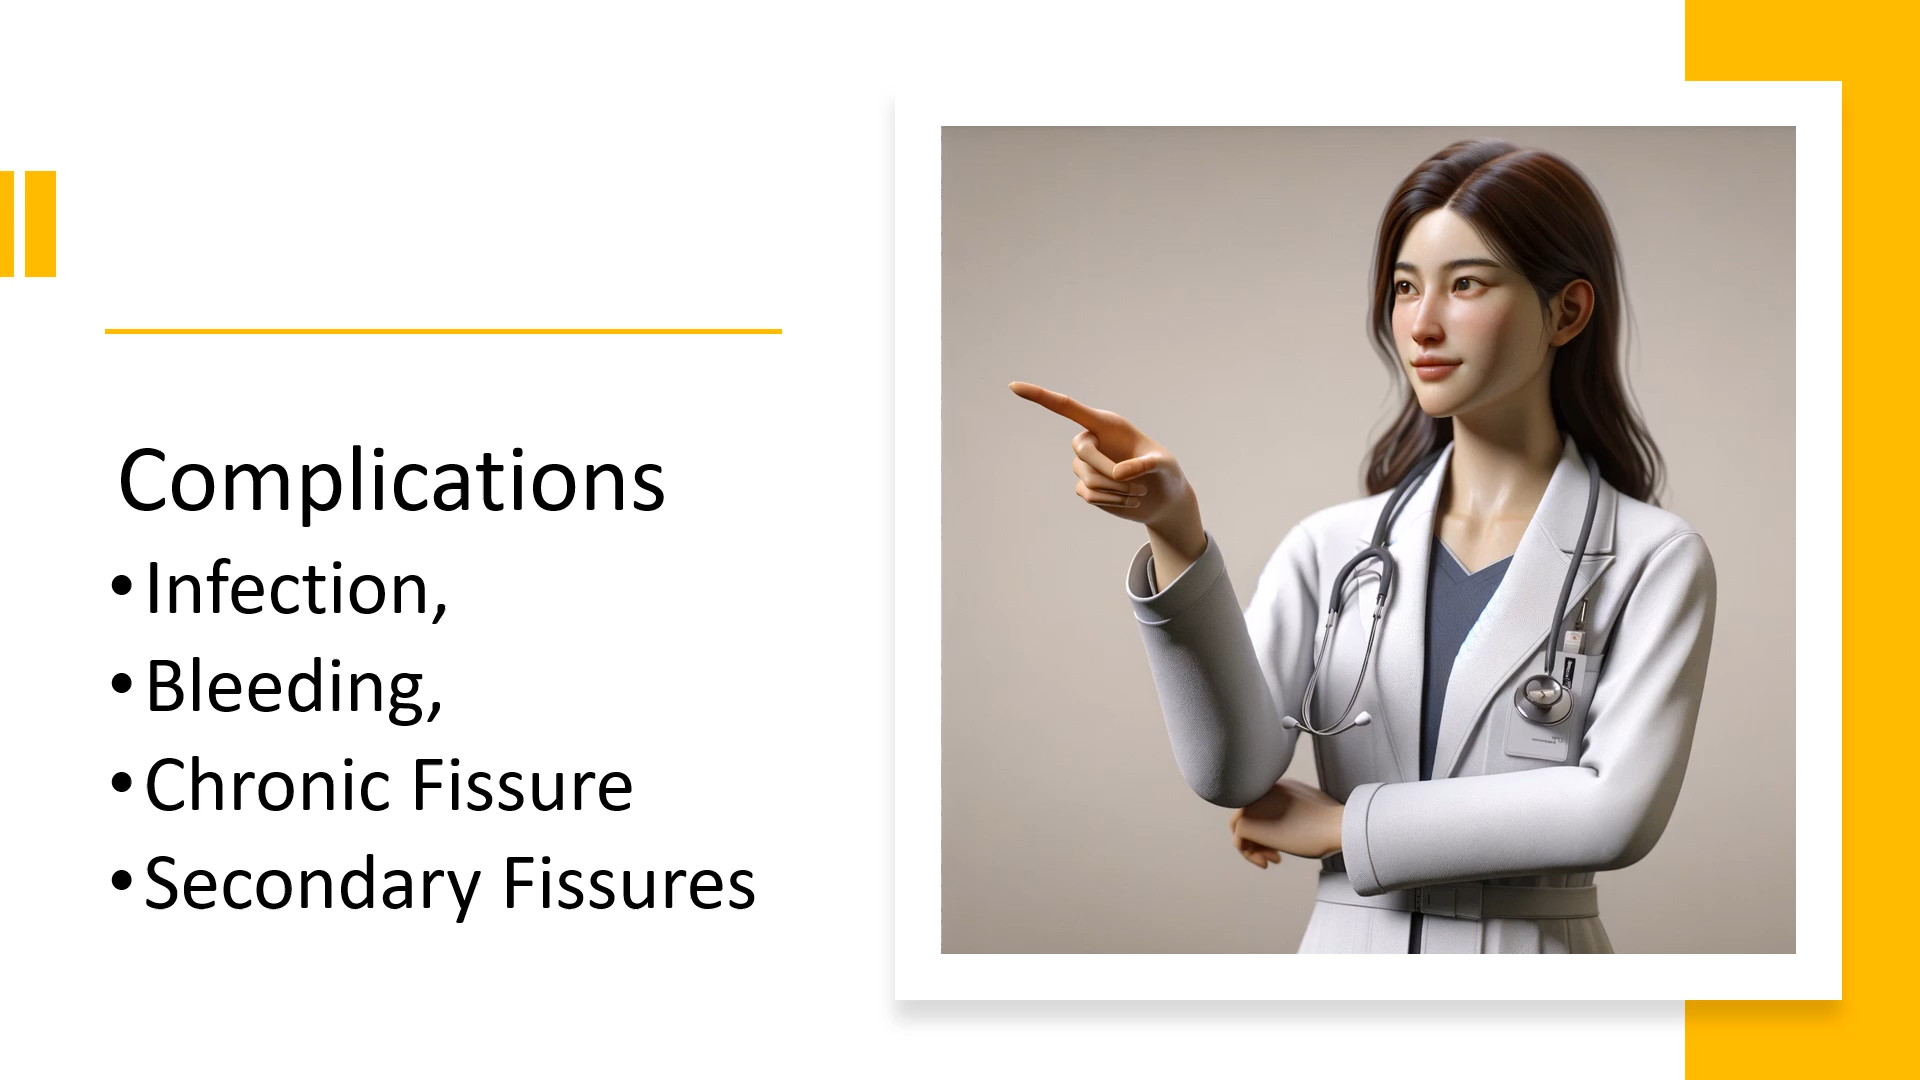 Complications
• Infection,
• Bleeding,
• Chronic Fissure
• Secondary Fissures